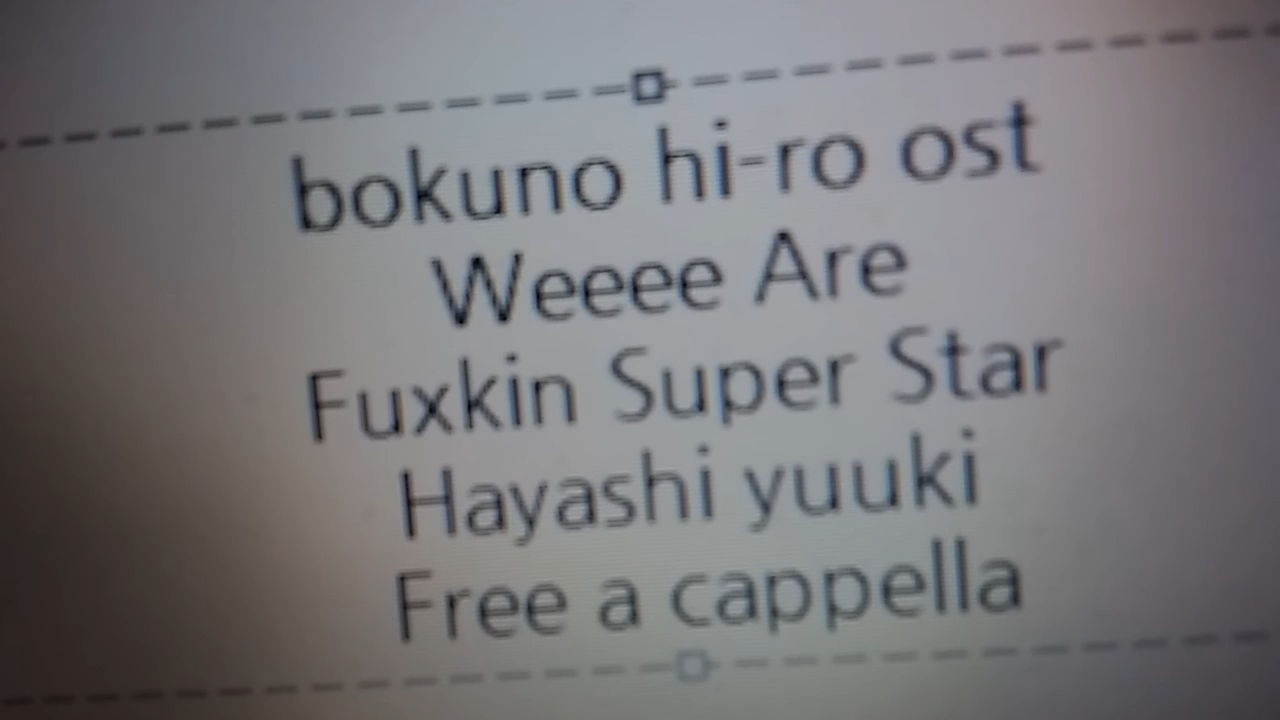 bokuno hi-ro ost
Weeee Are
Fuxkin Super Star
Hayashi yuuki
Free a cappella